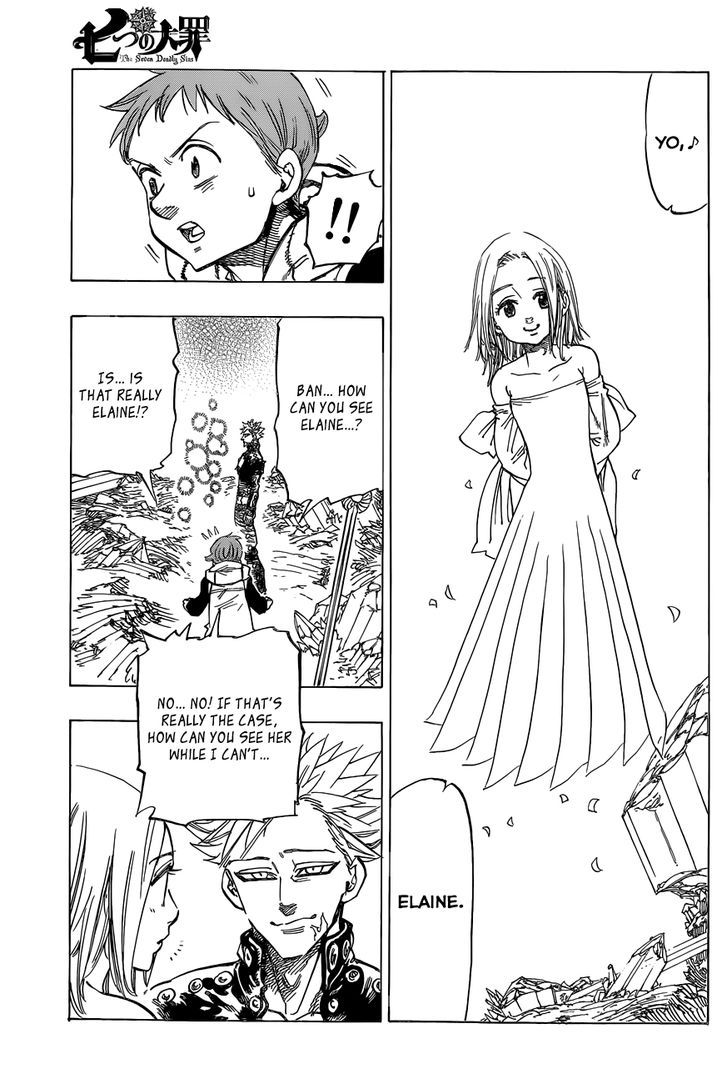 七つの大罪
The Seven Deadly Sins
YO,♪
ELAINE.
!!
BAN... HOW
CAN YOU SEE
ELAINE...?
IS... IS
THAT REALLY
ELAINE!?
NO... NO! IF THAT'S
REALLY THE CASE,
HOW CAN YOU SEE HER
WHILE I CAN'T...